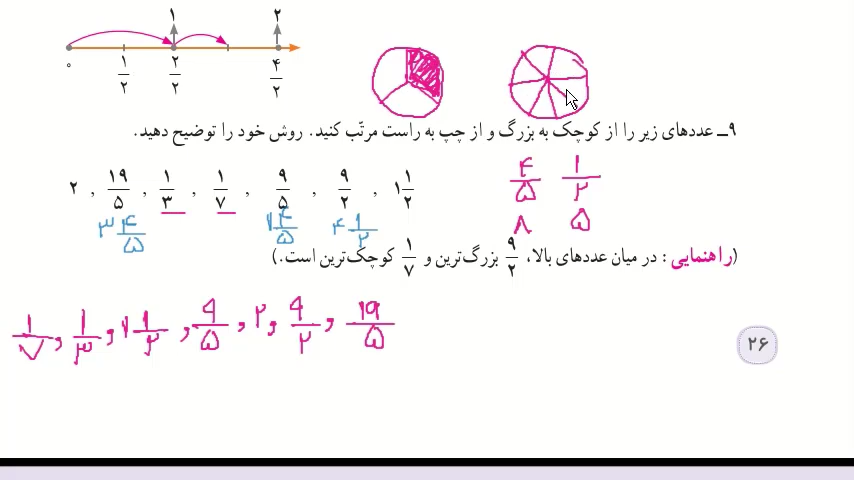 ۱ ۲
۰ ۱/۲ ۲/۲ ۴/۲
۹ــ عددهای زیر را از کوچک به بزرگ و از چپ به راست مرتّب کنید. روش خود را توضیح دهید.
۲ , ۱۹/۵ , ۱/۳ , ۱/۷ , ۹/۵ , ۹/۲ , ۱ ۱/۲
۴/۵ ۱/۲
۳ ۴/۵ ۱ ۴/۵ ۴ ۱/۲ ۸ ۵
(راهنمایی : در میان عددهای بالا، ۹/۲ بزرگ‌ترین و ۱/۷ کوچک‌ترین است.)
۱/۷ , ۱/۳ , ۱ ۱/۲ , ۹/۵ , ۲ , ۹/۲ , ۱۹/۵
۲۶